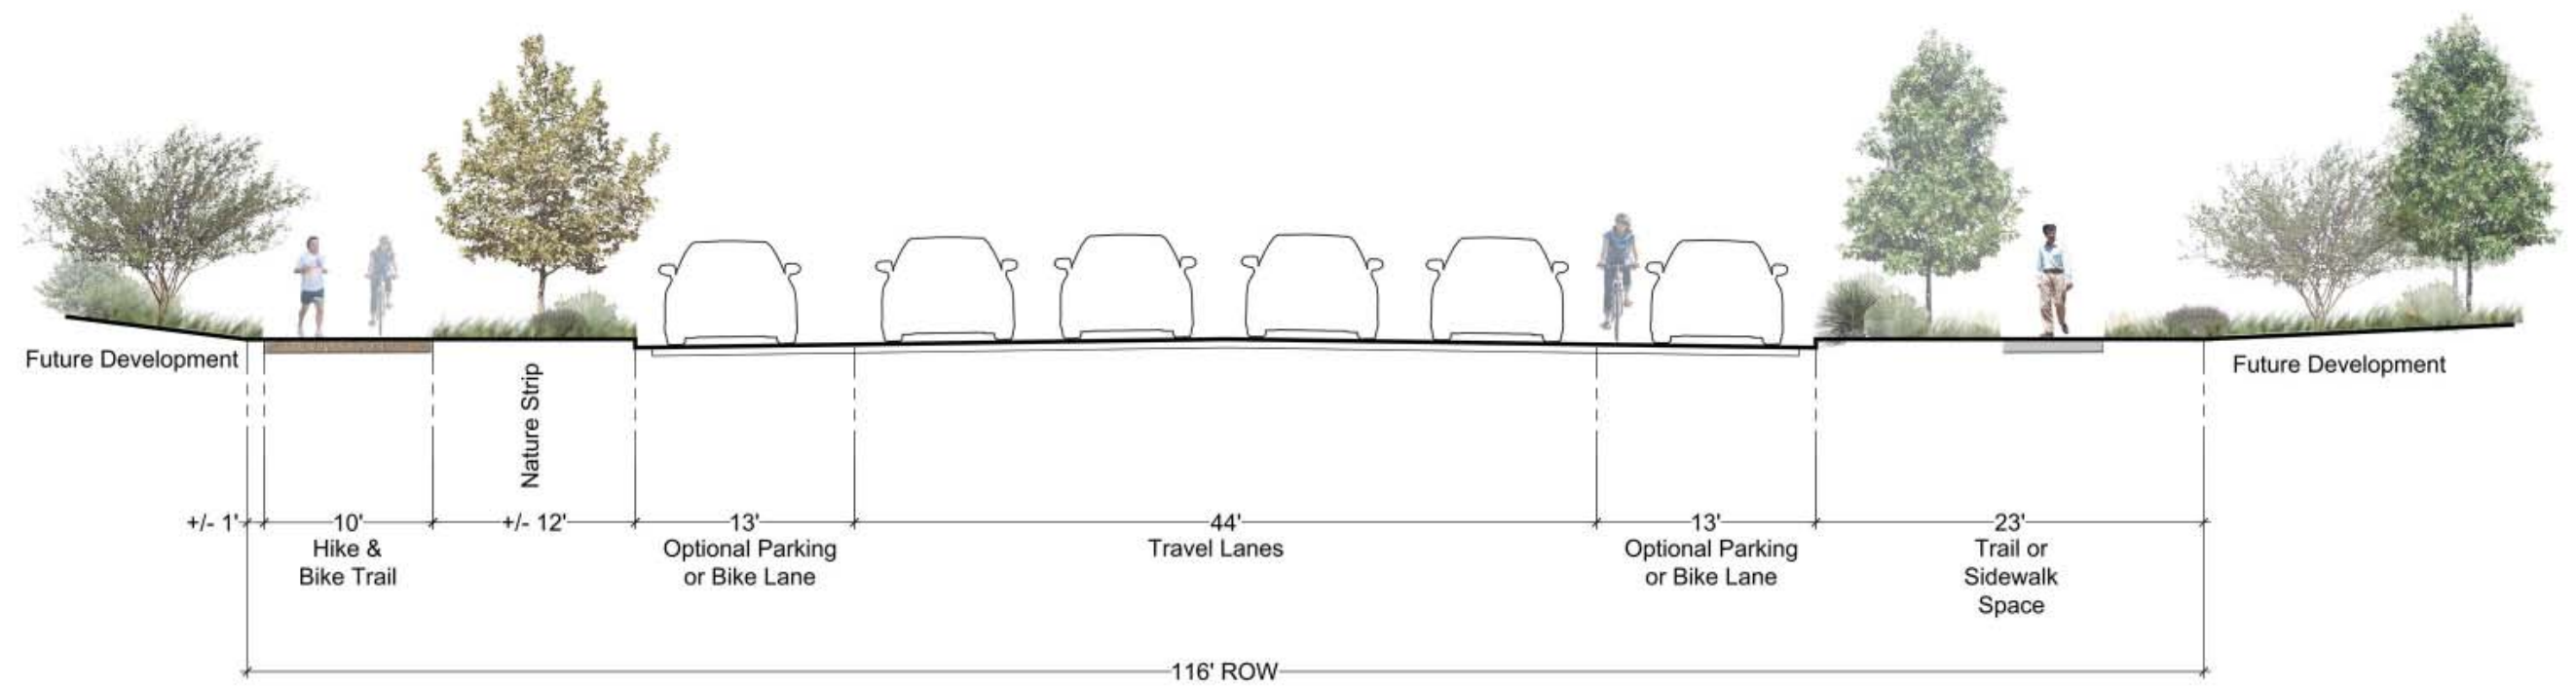 Future Development
Future Development
Nature Strip
+/- 1'
10'
+/- 12'
13'
44'
13'
23'
Hike &
Bike Trail
Optional Parking
or Bike Lane
Travel Lanes
Optional Parking
or Bike Lane
Trail or
Sidewalk
Space
116' ROW